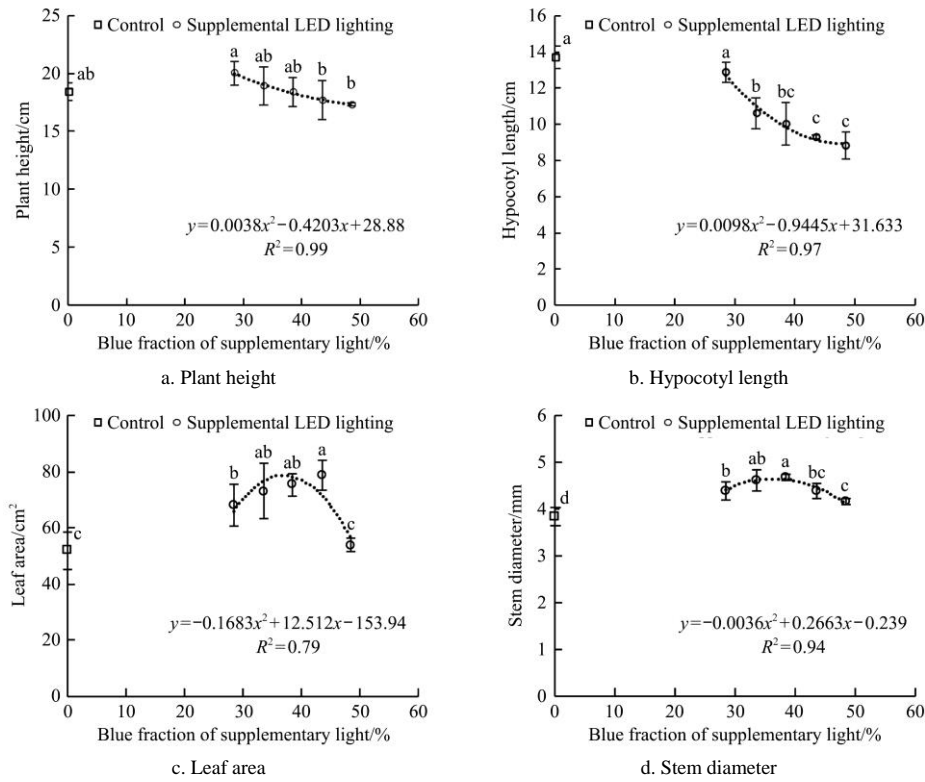 □ Control ○ Supplemental LED lighting
25
20
15
10
5
0
Plant height/cm
ab
a
ab
ab
b
b
y=0.0038x²−0.4203x+28.88
R²=0.99
0 10 20 30 40 50 60
Blue fraction of supplementary light/%
a. Plant height
□ Control ○ Supplemental LED lighting
16
14
12
10
8
6
4
2
0
Hypocotyl length/cm
a
a
b
bc
c
c
y=0.0098x²−0.9445x+31.633
R²=0.97
0 10 20 30 40 50 60
Blue fraction of supplementary light/%
b. Hypocotyl length
□ Control ○ Supplemental LED lighting
100
80
60
40
20
0
Leaf area/cm²
c
b
ab
ab
a
c
y=−0.1683x²+12.512x−153.94
R²=0.79
0 10 20 30 40 50 60
Blue fraction of supplementary light/%
c. Leaf area
□ Control ○ Supplemental LED lighting
6
5
4
3
2
1
0
Stem diameter/mm
d
b
ab
a
bc
c
y=−0.0036x²+0.2663x−0.239
R²=0.94
0 10 20 30 40 50 60
Blue fraction of supplementary light/%
d. Stem diameter